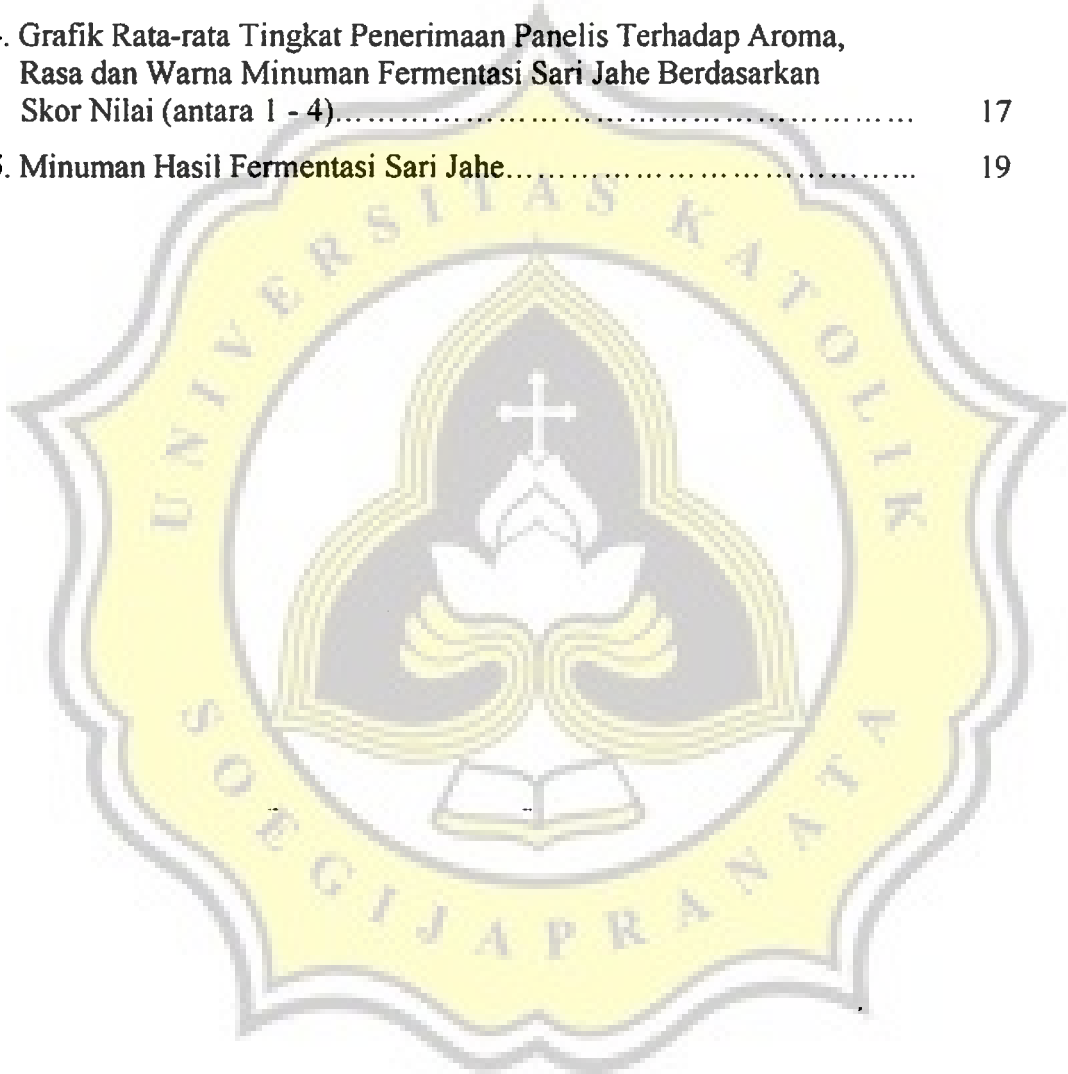 . Grafik Rata-rata Tingkat Penerimaan Panelis Terhadap Aroma,
Rasa dan Warna Minuman Fermentasi Sari Jahe Berdasarkan
Skor Nilai (antara 1 - 4)…………………………………………… 17
. Minuman Hasil Fermentasi Sari Jahe……………………………… 19
UNIVERSITAS KATOLIK
SOEGIJAPRANATA